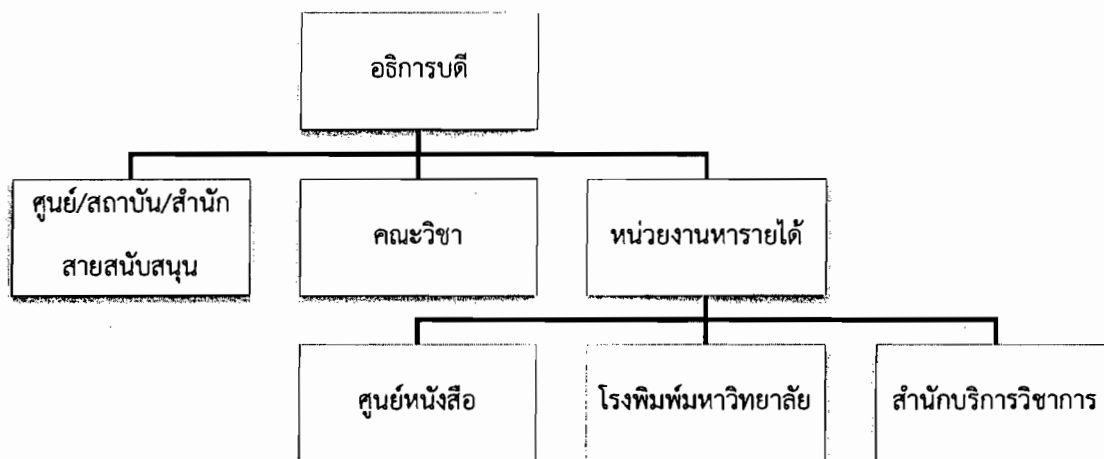 อธิการบดี
ศูนย์/สถาบัน/สำนัก
สายสนับสนุน
คณะวิชา
หน่วยงานหารายได้
ศูนย์หนังสือ
โรงพิมพ์มหาวิทยาลัย
สำนักบริการวิชาการ